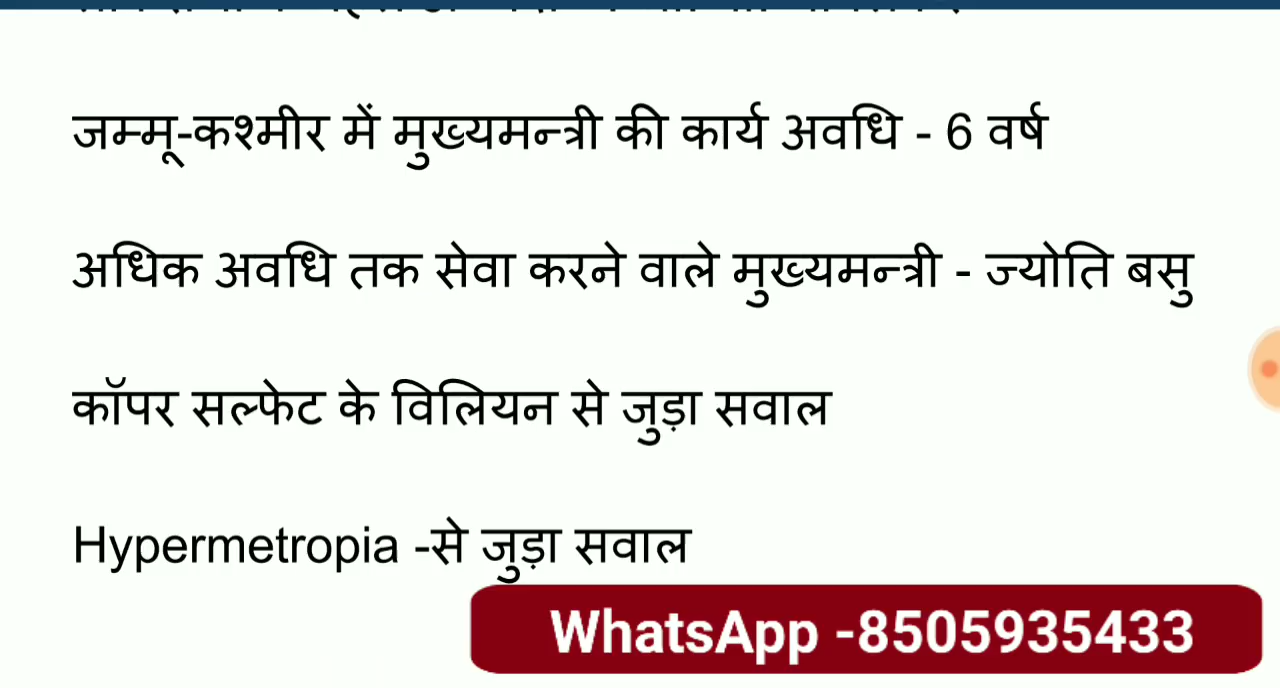 जम्मू-कश्मीर में मुख्यमन्त्री की कार्य अवधि - 6 वर्ष
अधिक अवधि तक सेवा करने वाले मुख्यमन्त्री - ज्योति बसु
कॉपर सल्फेट के विलियन से जुड़ा सवाल
Hypermetropia -से जुड़ा सवाल
WhatsApp -8505935433